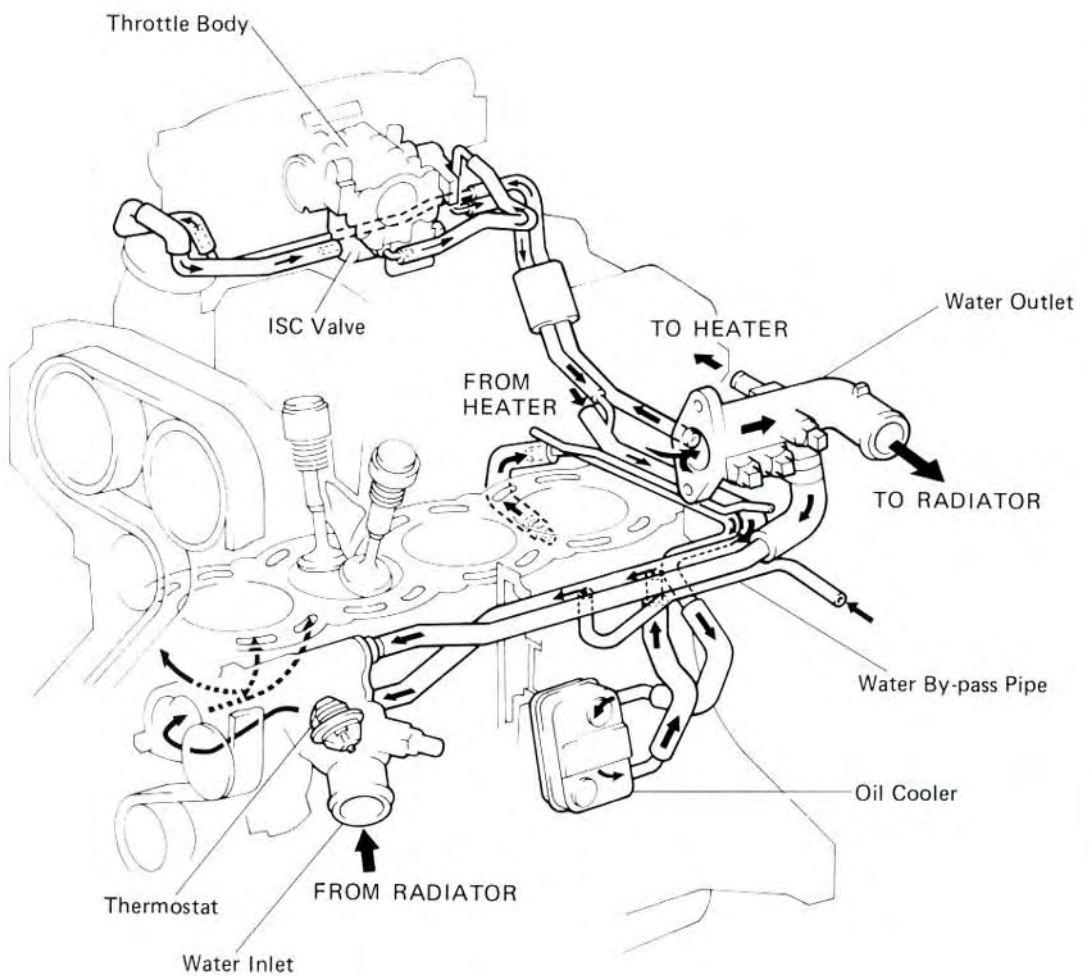 Throttle Body
ISC Valve
Water Outlet
TO HEATER
FROM
HEATER
TO RADIATOR
Water By-pass Pipe
Oil Cooler
FROM RADIATOR
Thermostat
Water Inlet